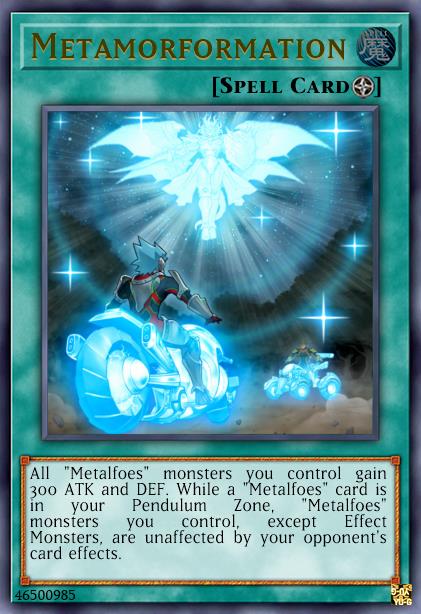 METAMORFORMATION
魔
[SPELL CARD]
All "Metalfoes" monsters you control gain
300 ATK and DEF. While a "Metalfoes" card is
in your Pendulum Zone, "Metalfoes"
monsters you control, except Effect
Monsters, are unaffected by your opponent's
card effects.
46500985